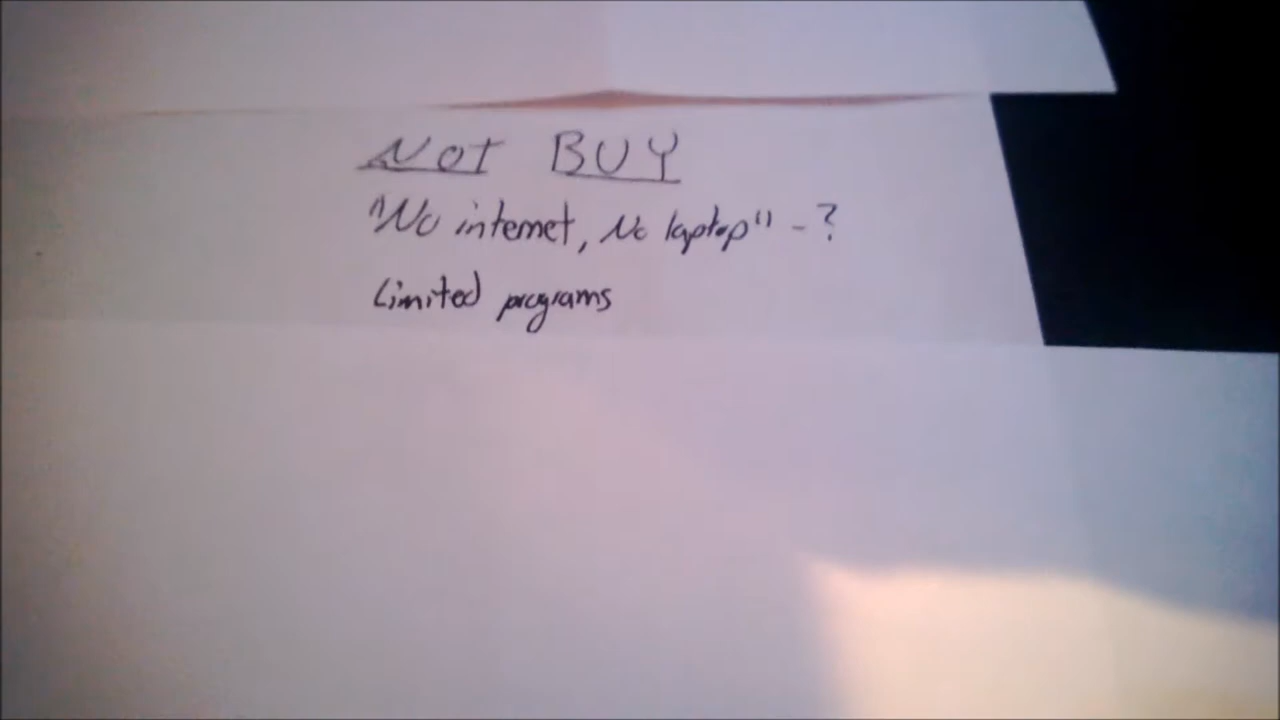 NOT BUY
"No internet, No laptop" - ?
Limited programs